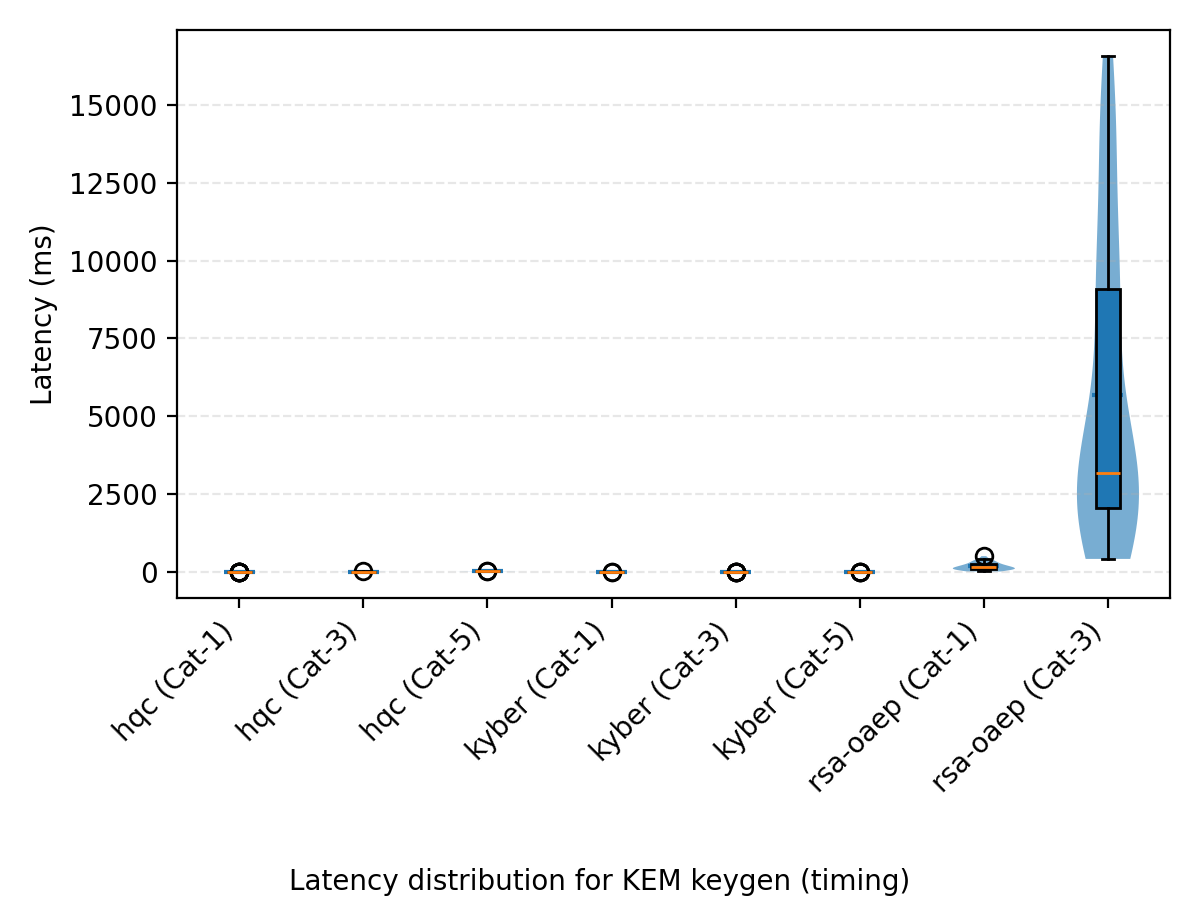 Latency (ms)
15000
12500
10000
7500
5000
2500
0
hqc (Cat-1)
hqc (Cat-3)
hqc (Cat-5)
kyber (Cat-1)
kyber (Cat-3)
kyber (Cat-5)
rsa-oaep (Cat-1)
rsa-oaep (Cat-3)
Latency distribution for KEM keygen (timing)